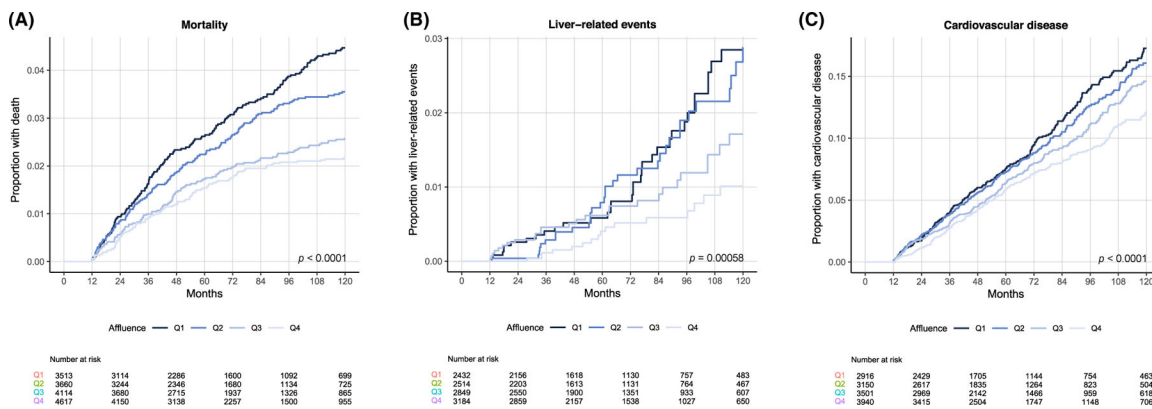 (A) Mortality
Proportion with death
0.04
0.03
0.02
0.01
0.00
p < 0.0001
0 12 24 36 48 60 72 84 96 108 120
Months
Affluence Q1 Q2 Q3 Q4
Number at risk
Q1 3513 3114 2286 1600 1092 699
Q2 3660 3244 2346 1680 1134 725
Q3 4114 3680 2715 1937 1326 865
Q4 4617 4150 3138 2257 1500 955
(B) Liver-related events
Proportion with liver-related events
0.03
0.02
0.01
0.00
p = 0.00058
0 12 24 36 48 60 72 84 96 108 120
Months
Affluence Q1 Q2 Q3 Q4
Number at risk
Q1 2432 2156 1618 1130 757 483
Q2 2514 2203 1613 1131 764 467
Q3 2849 2550 1900 1351 933 607
Q4 3184 2859 2157 1538 1027 650
(C) Cardiovascular disease
Proportion with cardiovascular disease
0.15
0.10
0.05
0.00
p < 0.0001
0 12 24 36 48 60 72 84 96 108 120
Months
Affluence Q1 Q2 Q3 Q4
Number at risk
Q1 2916 2429 1705 1144 754 463
Q2 3150 2617 1835 1264 823 504
Q3 3501 2969 2142 1466 959 618
Q4 3940 3415 2504 1747 1148 706